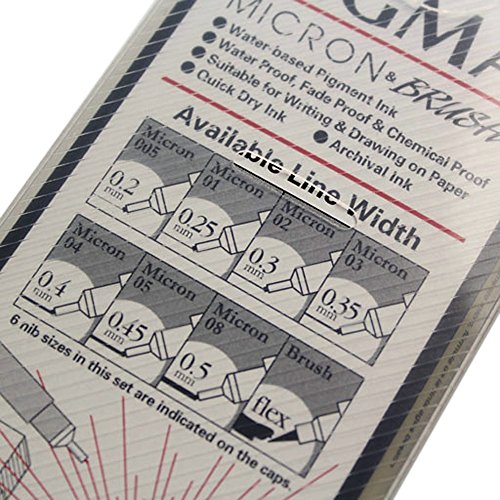 GMA
MICRON & BRUSH
Water-based Pigment Ink
Water Proof, Fade Proof & Chemical Proof
Suitable for Writing & Drawing on Paper
Quick Dry Ink
Archival Ink
Available Line Width
Micron
005
0.2
mm
Micron
01
0.25
mm
Micron
02
0.3
mm
Micron
03
0.35
mm
Micron
04
0.4
mm
Micron
05
0.45
mm
Micron
08
0.5
mm
Brush
flex
6 nib sizes in this set are indicated on the caps.